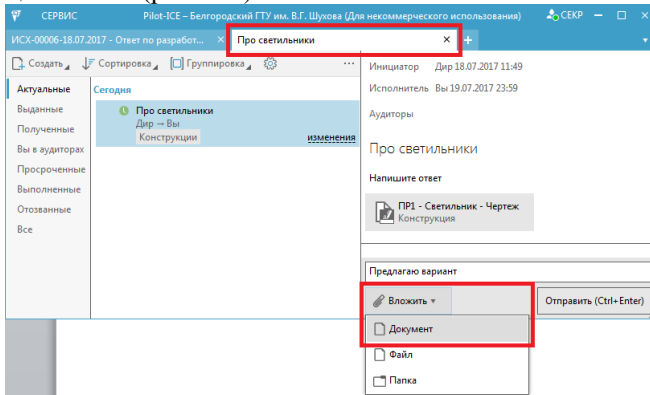 СЕРВИС Pilot-ICE – Белгородский ГТУ им. В.Г. Шухова (Для некоммерческого использования) СЕКР
ИСХ-00006-18.07.2017 - Ответ по разработ... × Про светильники × +
Создать Сортировка Группировка ...
Актуальные
Выданные
Полученные
Вы в аудиторах
Просроченные
Выполненные
Отозванные
Все
Сегодня
Про светильники
Дир → Вы
Конструкции изменения
Инициатор Дир 18.07.2017 11:49
Исполнитель Вы 19.07.2017 23:59
Аудиторы
Про светильники
Напишите ответ
ПР1 - Светильник - Чертеж
Конструкция
Предлагаю вариант
Вложить Отправить (Ctrl+Enter)
Документ
Файл
Папка